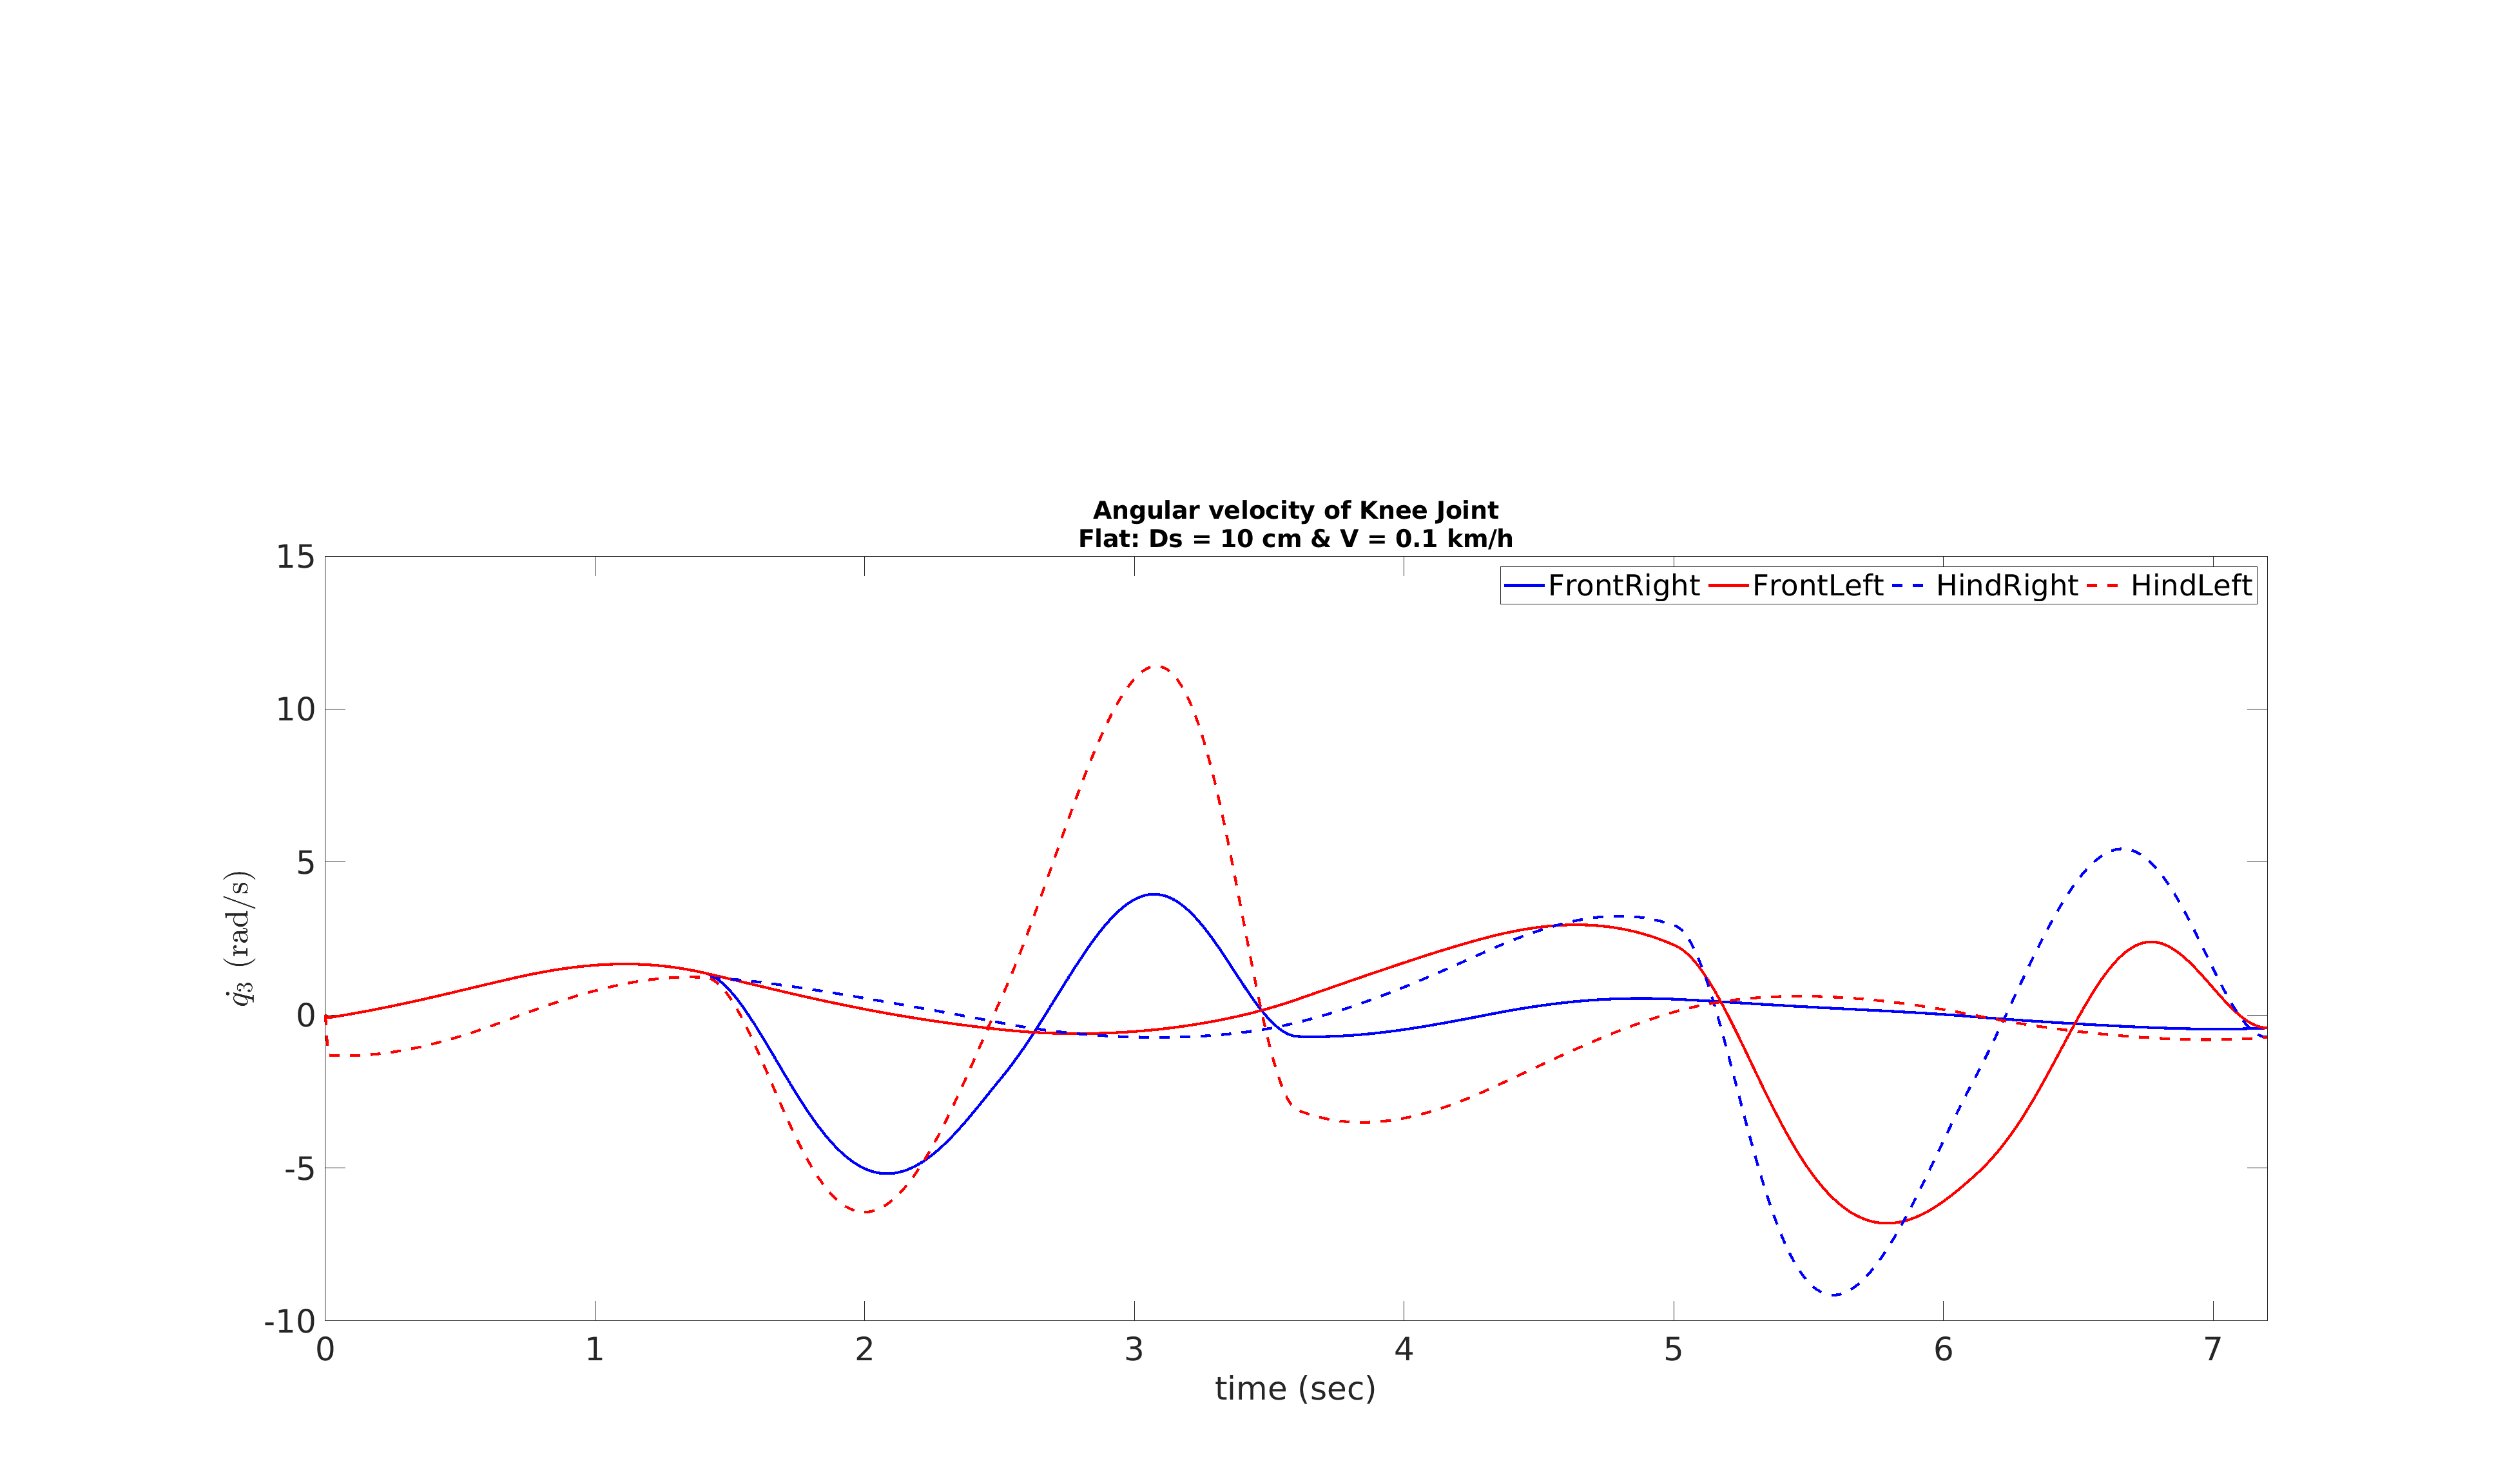 Angular velocity of Knee Joint
Flat: Ds = 10 cm & V = 0.1 km/h
15
FrontRight FrontLeft HindRight HindLeft
10
5
0
-5
-10
q̇₃ (rad/s)
0 1 2 3 4 5 6 7
time (sec)